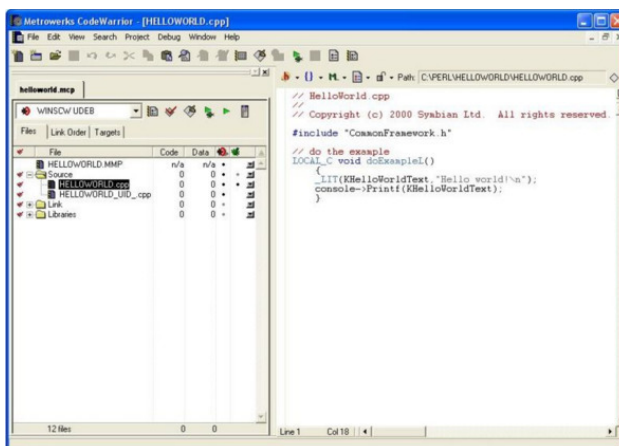 Metrowerks CodeWarrior - [HELLOWORLD.cpp]
File Edit View Search Project Debug Window Help
helloworld.mcp
Path: C:\PERL\HELLOWORLD\HELLOWORLD.cpp
WINSCW UDEB
Files Link Order Targets
File Code Data
HELLOWORLD.MMP n/a n/a
Source 0 0
HELLOWORLD.cpp 0 0
HELLOWORLD_UID_.cpp 0 0
Link 0 0
Libraries 0 0
12 files 0 0
// HelloWorld.cpp
//
// Copyright (c) 2000 Symbian Ltd. All rights reserved.
#include "CommonFramework.h"
// do the example
LOCAL_C void doExampleL()
{
_LIT(KHelloWorldText,"Hello world!\n");
console->Printf(KHelloWorldText);
}
Line 1 Col 18